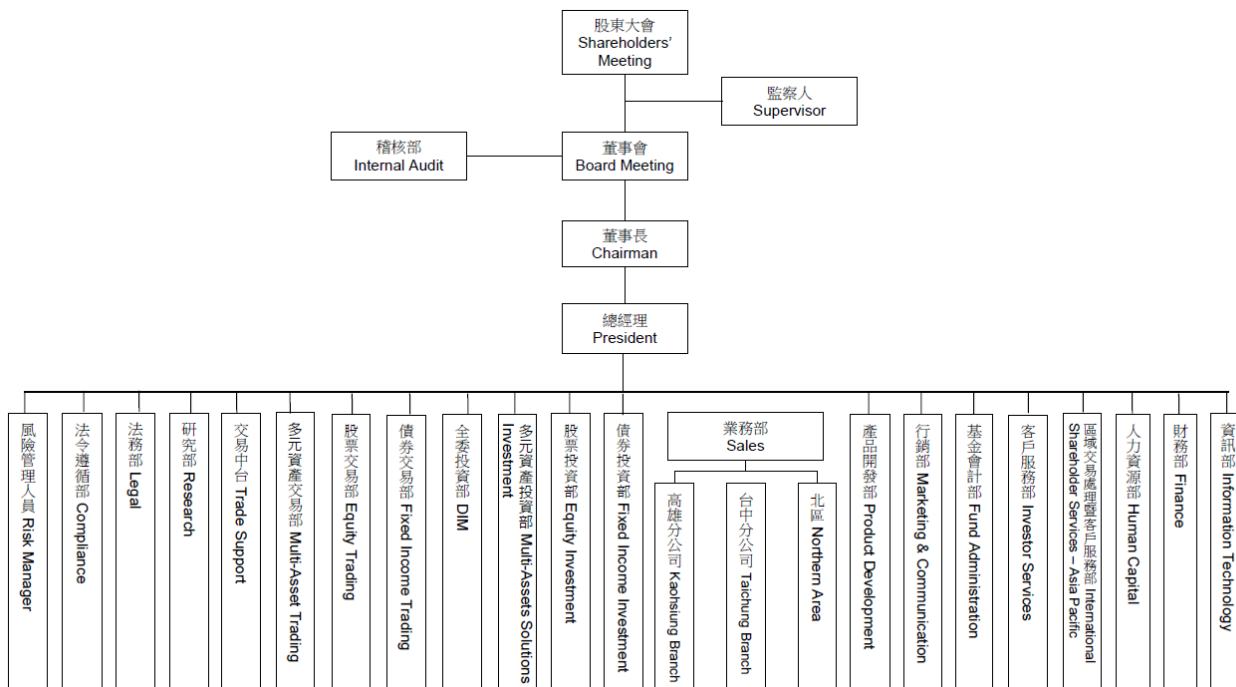 股東大會
Shareholders'
Meeting
監察人
Supervisor
稽核部
Internal Audit
董事會
Board Meeting
董事長
Chairman
總經理
President
風險管理人員 Risk Manager
法令遵循部 Compliance
法務部 Legal
研究部 Research
交易中台 Trade Support
多元資產交易部 Multi-Asset Trading
股票交易部 Equity Trading
債券交易部 Fixed Income Trading
全委投資部 DIM
多元資產投資部 Multi-Assets Solutions
Investment
股票投資部 Equity Investment
債券投資部 Fixed Income Investment
業務部
Sales
高雄分公司 Kaohsiung Branch
台中分公司 Taichung Branch
北區 Northern Area
產品開發部 Product Development
行銷部 Marketing & Communication
基金會計部 Fund Administration
客戶服務部 Investor Services
區域交易處理暨客戶服務部 International
Shareholder Services – Asia Pacific
人力資源部 Human Capital
財務部 Finance
資訊部 Information Technology